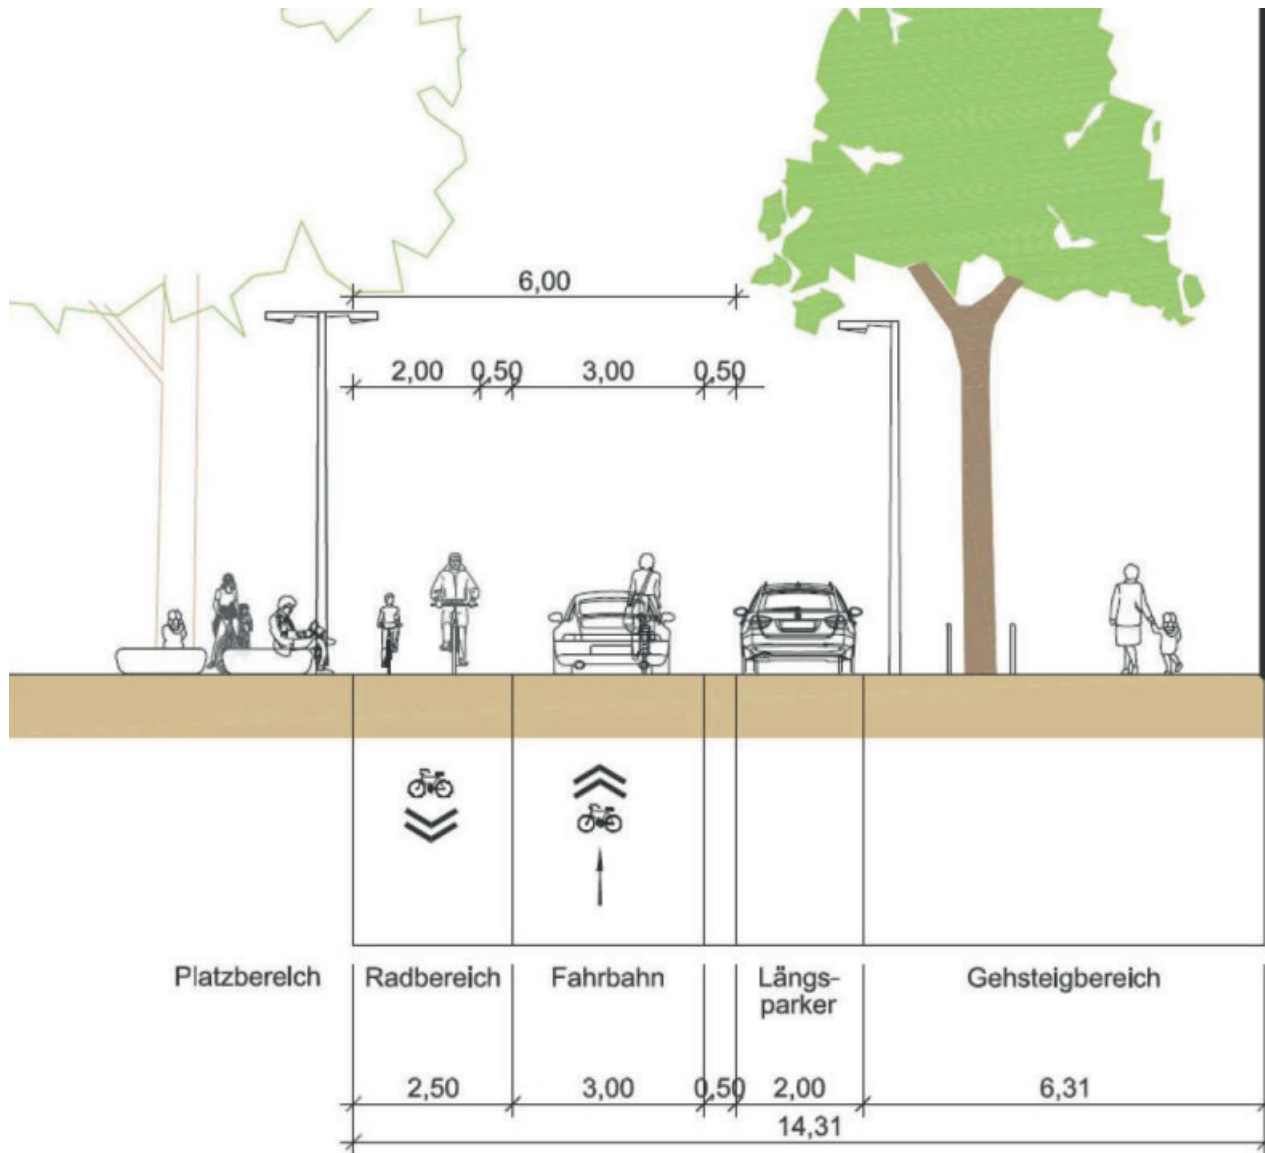 6,00
2,00 0,50 3,00 0,50
Platzbereich Radbereich Fahrbahn Längs- Gehsteigbereich
parker
2,50 3,00 0,50 2,00 6,31
14,31